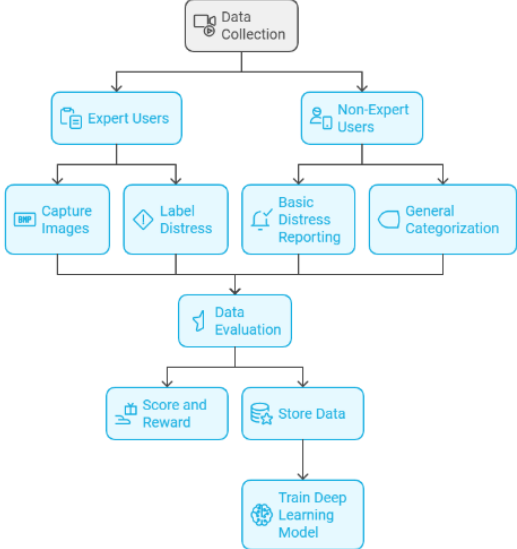 Data
Collection
Expert Users
Non-Expert
Users
BMP
Capture
Images
Label
Distress
Basic
Distress
Reporting
General
Categorization
Data
Evaluation
Score and
Reward
Store Data
Train Deep
Learning
Model